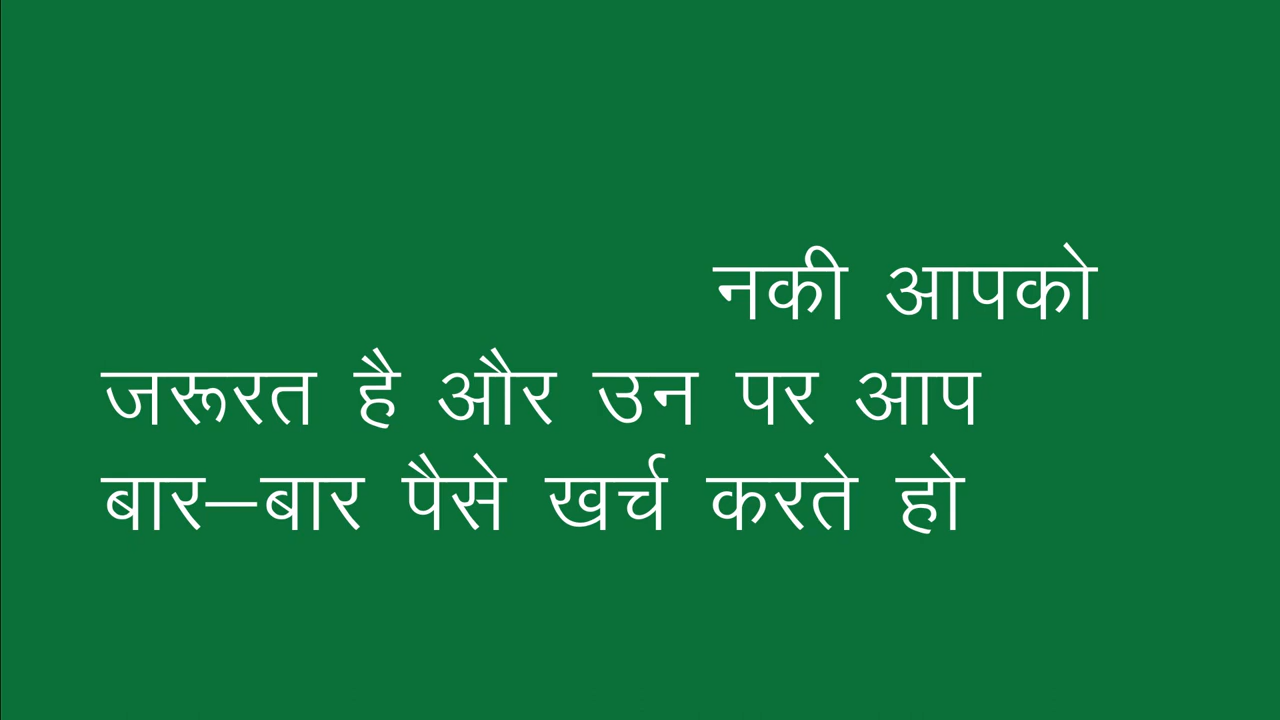 नकी आपको
जरूरत है और उन पर आप
बार–बार पैसे खर्च करते हो